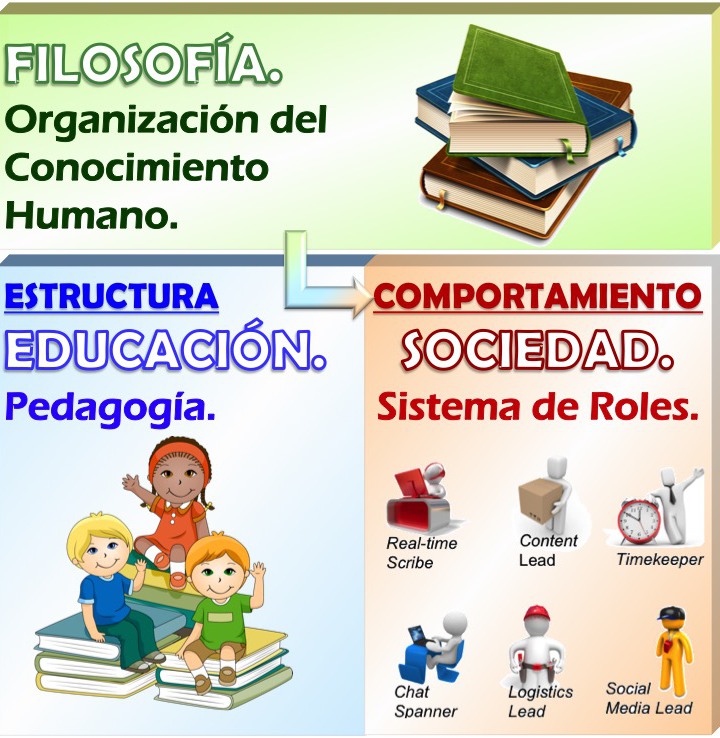 FILOSOFÍA.
Organización del
Conocimiento
Humano.
ESTRUCTURA
EDUCACIÓN.
Pedagogía.
COMPORTAMIENTO
SOCIEDAD.
Sistema de Roles.
Real-time
Scribe
Content
Lead
Timekeeper
Chat
Spanner
Logistics
Lead
Social
Media Lead